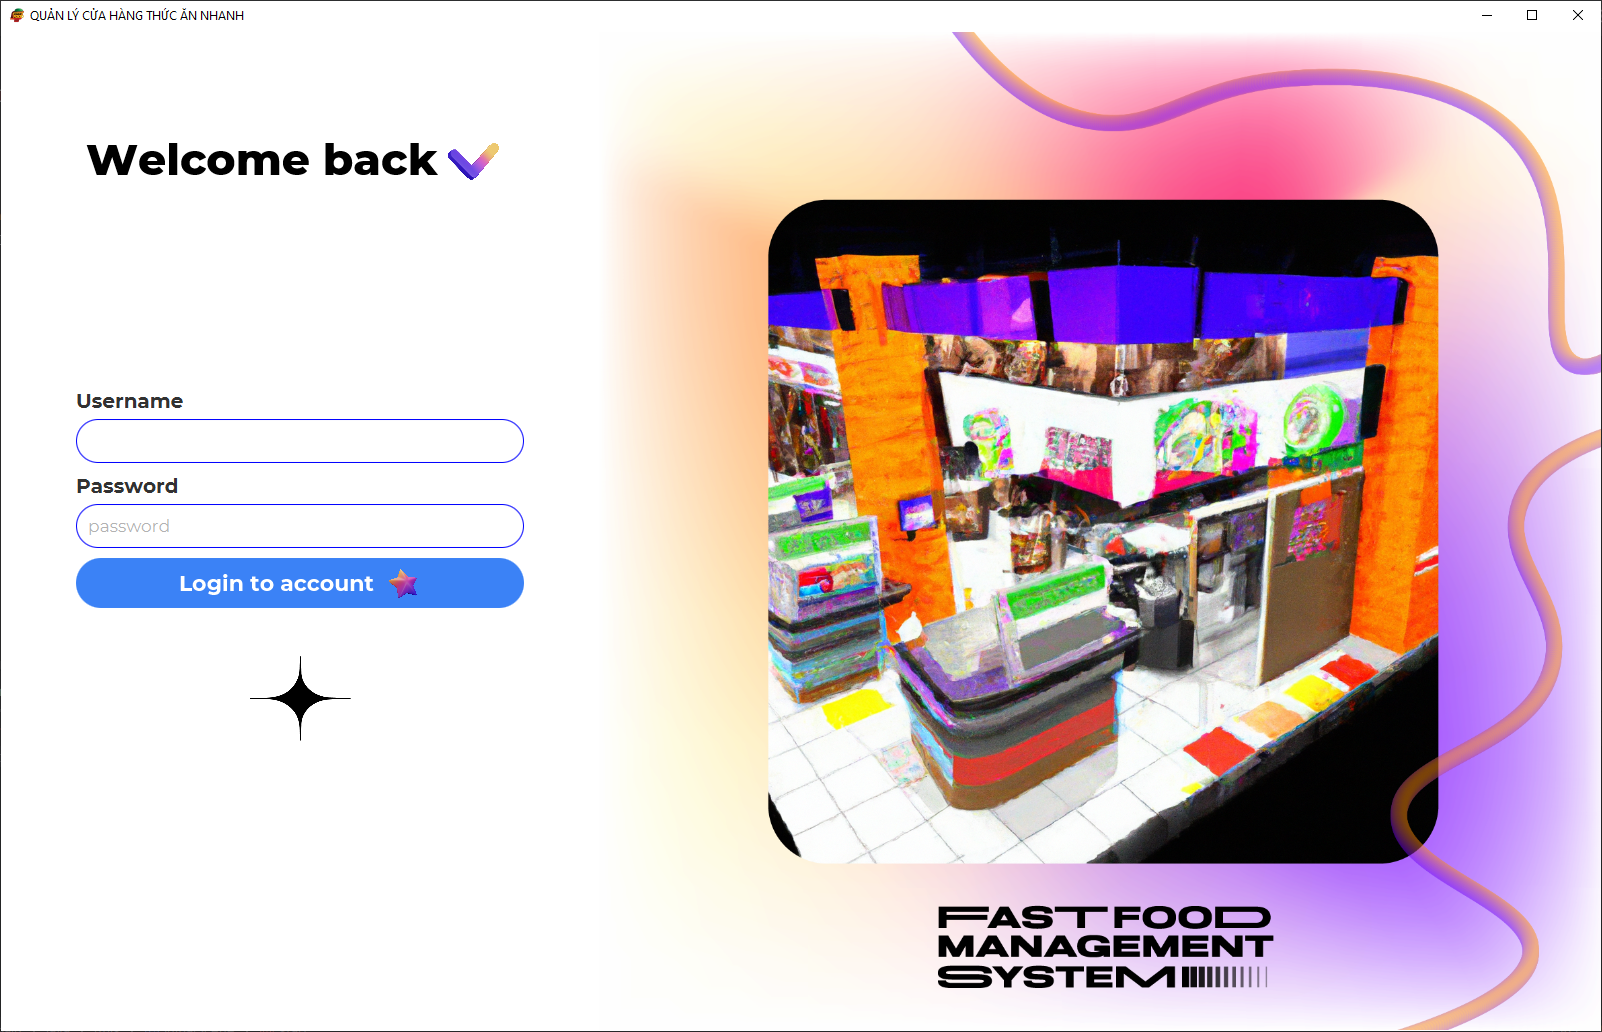 QUẢN LÝ CỬA HÀNG THỨC ĂN NHANH
Welcome back
Username
Password
password
Login to account
FAST FOOD
MANAGEMENT
SYSTEM